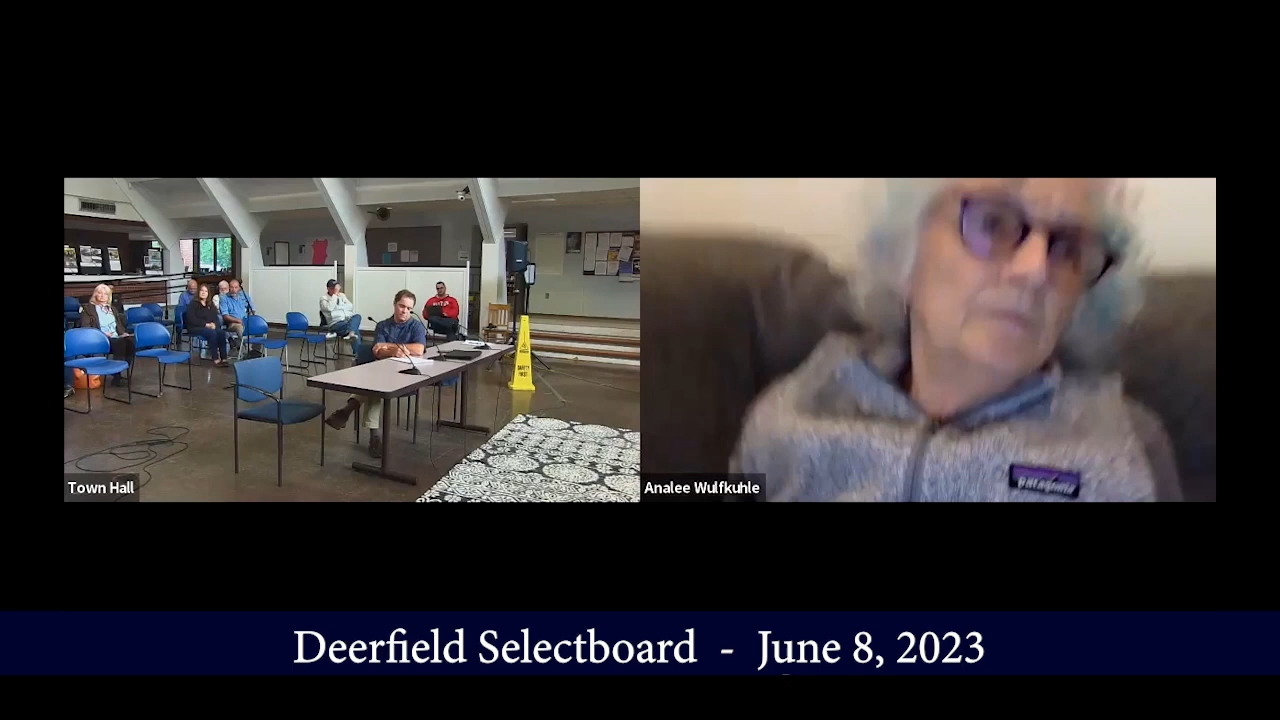 Town Hall
Analee Wulfkuhle
patagonia
Deerfield Selectboard - June 8, 2023